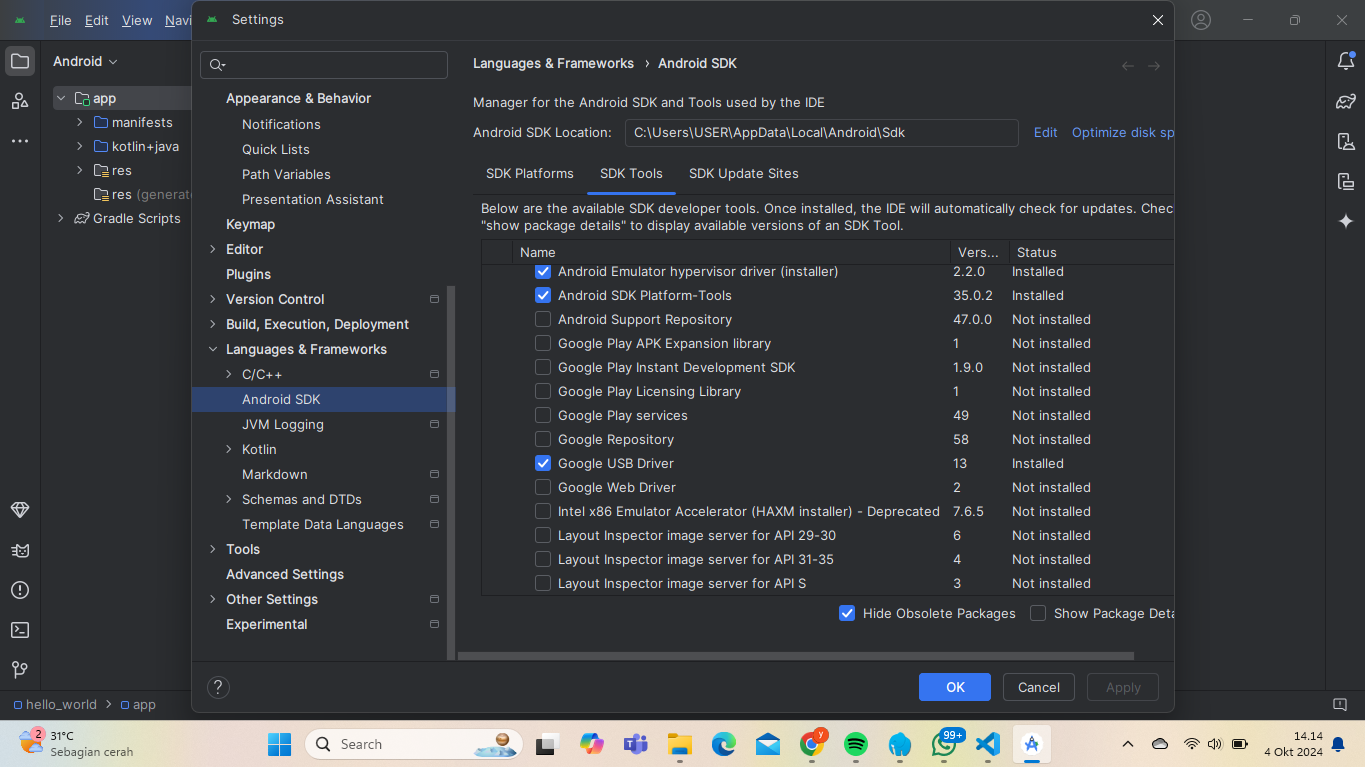 File Edit View Navi
Settings
Android
app
manifests
kotlin+java
res
res (generat
Gradle Scripts
Appearance & Behavior
Notifications
Quick Lists
Path Variables
Presentation Assistant
Keymap
Editor
Plugins
Version Control
Build, Execution, Deployment
Languages & Frameworks
C/C++
Android SDK
JVM Logging
Kotlin
Markdown
Schemas and DTDs
Template Data Languages
Tools
Advanced Settings
Other Settings
Experimental
Languages & Frameworks › Android SDK
Manager for the Android SDK and Tools used by the IDE
Android SDK Location: C:\Users\USER\AppData\Local\Android\Sdk Edit Optimize disk sp
SDK Platforms SDK Tools SDK Update Sites
Below are the available SDK developer tools. Once installed, the IDE will automatically check for updates. Chec
"show package details" to display available versions of an SDK Tool.
Name Vers... Status
Android Emulator hypervisor driver (installer) 2.2.0 Installed
Android SDK Platform-Tools 35.0.2 Installed
Android Support Repository 47.0.0 Not installed
Google Play APK Expansion library 1 Not installed
Google Play Instant Development SDK 1.9.0 Not installed
Google Play Licensing Library 1 Not installed
Google Play services 49 Not installed
Google Repository 58 Not installed
Google USB Driver 13 Installed
Google Web Driver 2 Not installed
Intel x86 Emulator Accelerator (HAXM installer) - Deprecated 7.6.5 Not installed
Layout Inspector image server for API 29-30 6 Not installed
Layout Inspector image server for API 31-35 4 Not installed
Layout Inspector image server for API S 3 Not installed
Hide Obsolete Packages Show Package Deta
? OK Cancel Apply
hello_world › app
2 31°C
Sebagian cerah
Search
y
99+
14.14
4 Okt 2024